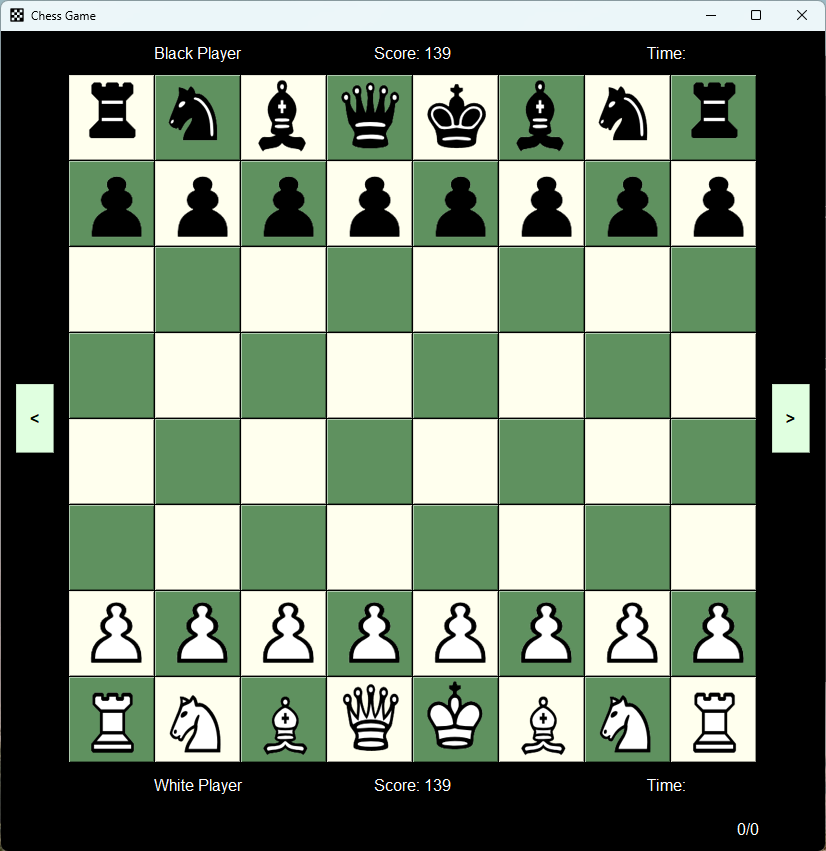 Chess Game
Black Player Score: 139 Time:
< >
White Player Score: 139 Time:
0/0